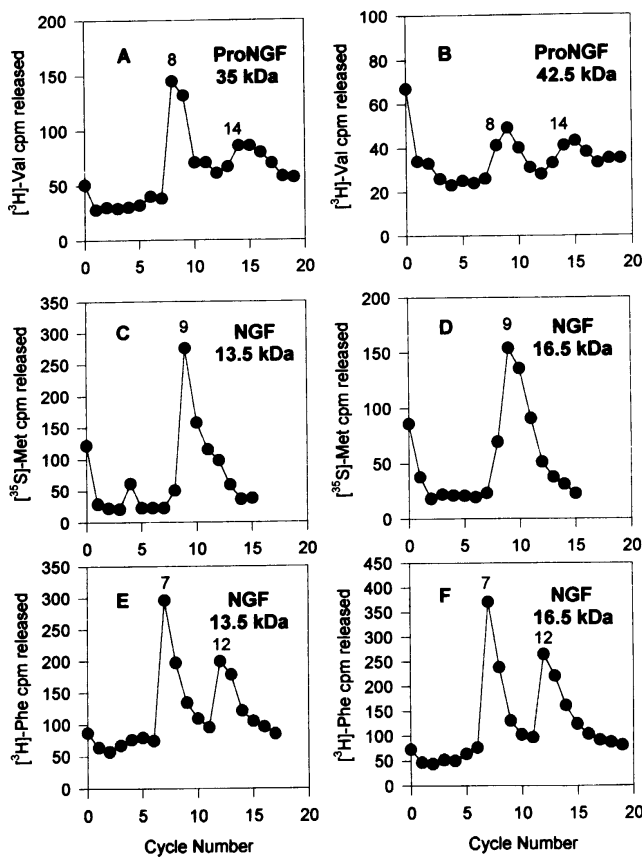 A
ProNGF
35 kDa
8
14
[³H]-Val cpm released
200
150
100
50
0
0 5 10 15 20
B
ProNGF
42.5 kDa
8
14
[³H]-Val cpm released
100
80
60
40
20
0
0 5 10 15 20
C
NGF
13.5 kDa
9
[³⁵S]-Met cpm released
350
300
250
200
150
100
50
0
0 5 10 15 20
D
NGF
16.5 kDa
9
[³⁵S]-Met cpm released
200
150
100
50
0
0 5 10 15 20
E
NGF
13.5 kDa
7
12
[³H]-Phe cpm released
350
300
250
200
150
100
50
0
0 5 10 15 20
Cycle Number
F
NGF
16.5 kDa
7
12
[³H]-Phe cpm released
450
400
350
300
250
200
150
100
50
0
0 5 10 15 20
Cycle Number